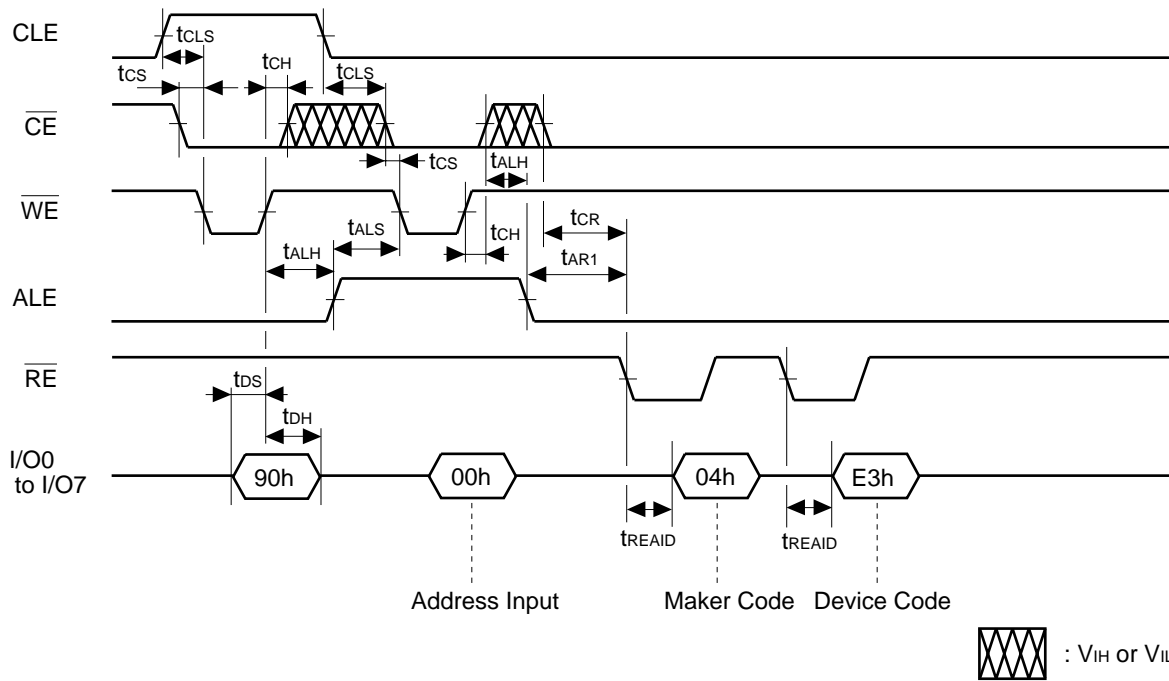 CLE
tCLS
tCS
tCH
tCLS
CE
tCS
tALH
WE
tCH
tCR
tALH
tALS
tAR1
ALE
RE
tDS
tDH
I/O0
to I/O7
90h
00h
04h
E3h
tREAID
tREAID
Address Input
Maker Code
Device Code
: VIH or VIL